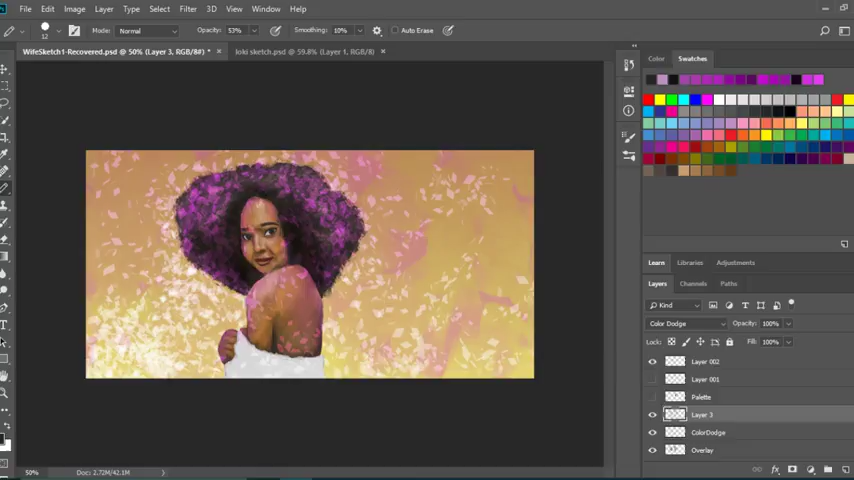 Ps File Edit Image Layer Type Select Filter 3D View Window Help
12 Mode: Normal Opacity: 53% Smoothing: 10% Auto Erase
WifeSketch1-Recovered.psd @ 50% (Layer 3, RGB/8#) * × loki sketch.psd @ 59.8% (Layer 1, RGB/8) ×
Color Swatches
Learn Libraries Adjustments
Layers Channels Paths
Kind
Color Dodge Opacity: 100%
Lock: Fill: 100%
Layer 002
Layer 001
Palette
Layer 3
ColorDodge
Overlay
fx
50% Doc: 2.72M/42.1M